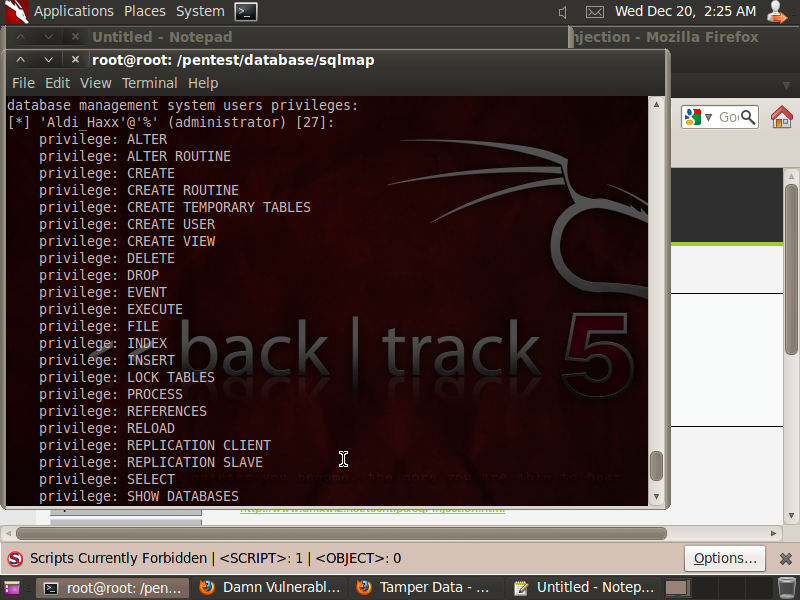 Applications Places System Wed Dec 20, 2:25 AM
Untitled - Notepad
njection - Mozilla Firefox
root@root: /pentest/database/sqlmap
File Edit View Terminal Help
database management system users privileges:
[*] 'Aldi_Haxx'@'%' (administrator) [27]:
privilege: ALTER
privilege: ALTER ROUTINE
privilege: CREATE
privilege: CREATE ROUTINE
privilege: CREATE TEMPORARY TABLES
privilege: CREATE USER
privilege: CREATE VIEW
privilege: DELETE
privilege: DROP
privilege: EVENT
privilege: EXECUTE
privilege: FILE
privilege: INDEX
privilege: INSERT
privilege: LOCK TABLES
privilege: PROCESS
privilege: REFERENCES
privilege: RELOAD
privilege: REPLICATION CLIENT
privilege: REPLICATION SLAVE
privilege: SELECT
privilege: SHOW DATABASES
<< back | track 5
Goo
Scripts Currently Forbidden | <SCRIPT>: 1 | <OBJECT>: 0
Options...
root@root: /pen...
Damn Vulnerabl...
Tamper Data - ...
Untitled - Notep...